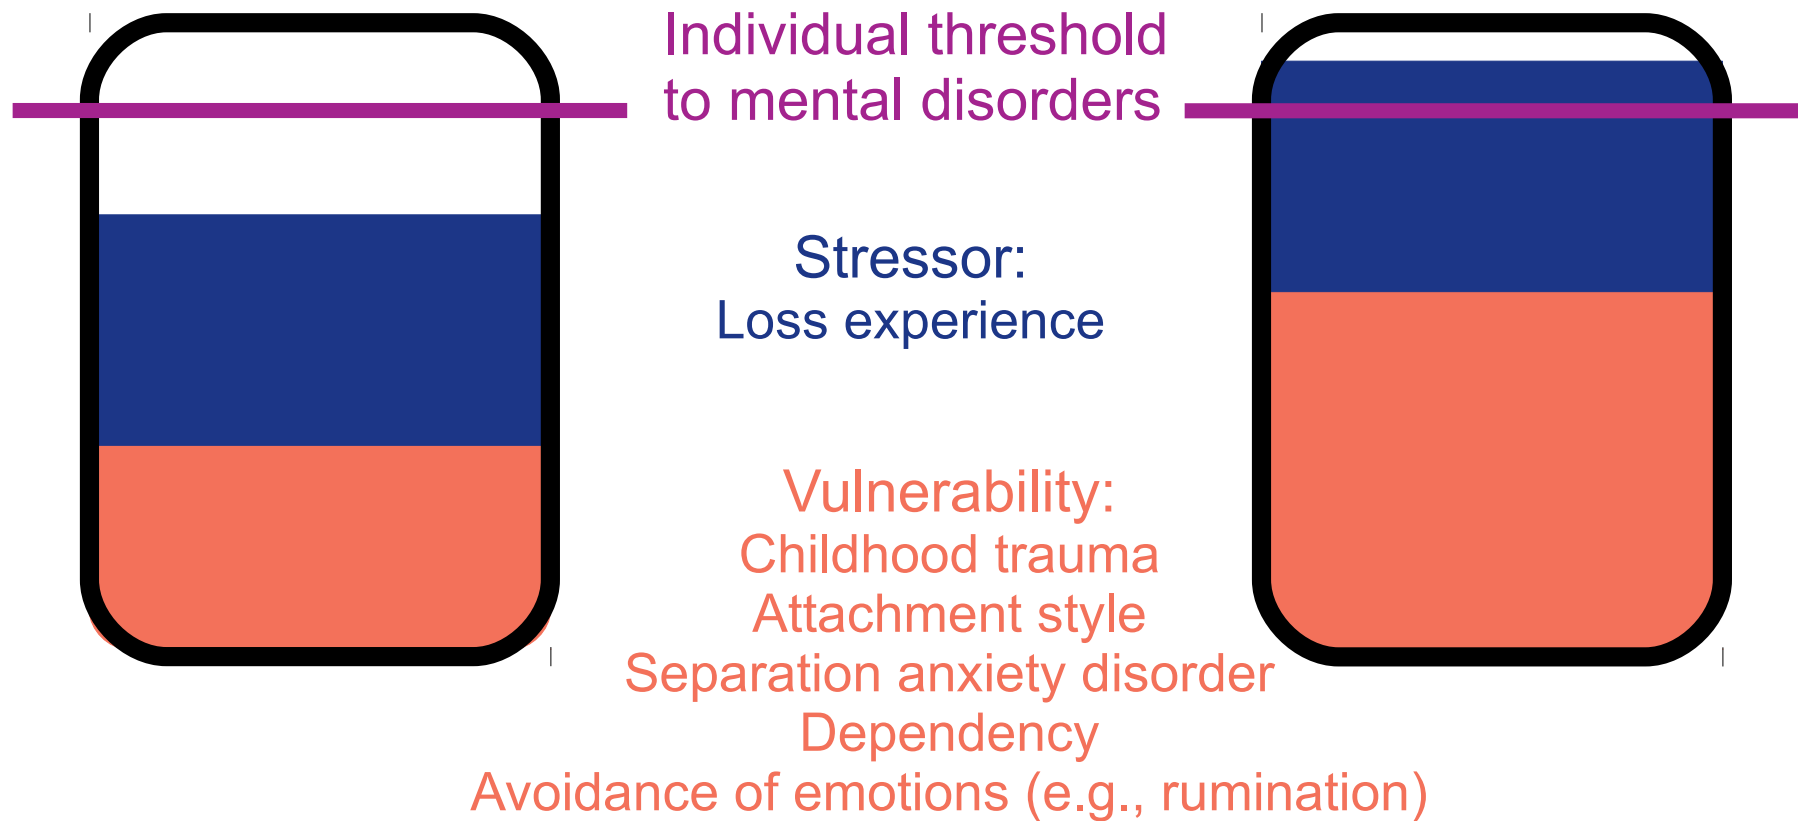 Individual threshold
to mental disorders
Stressor:
Loss experience
Vulnerability:
Childhood trauma
Attachment style
Separation anxiety disorder
Dependency
Avoidance of emotions (e.g., rumination)